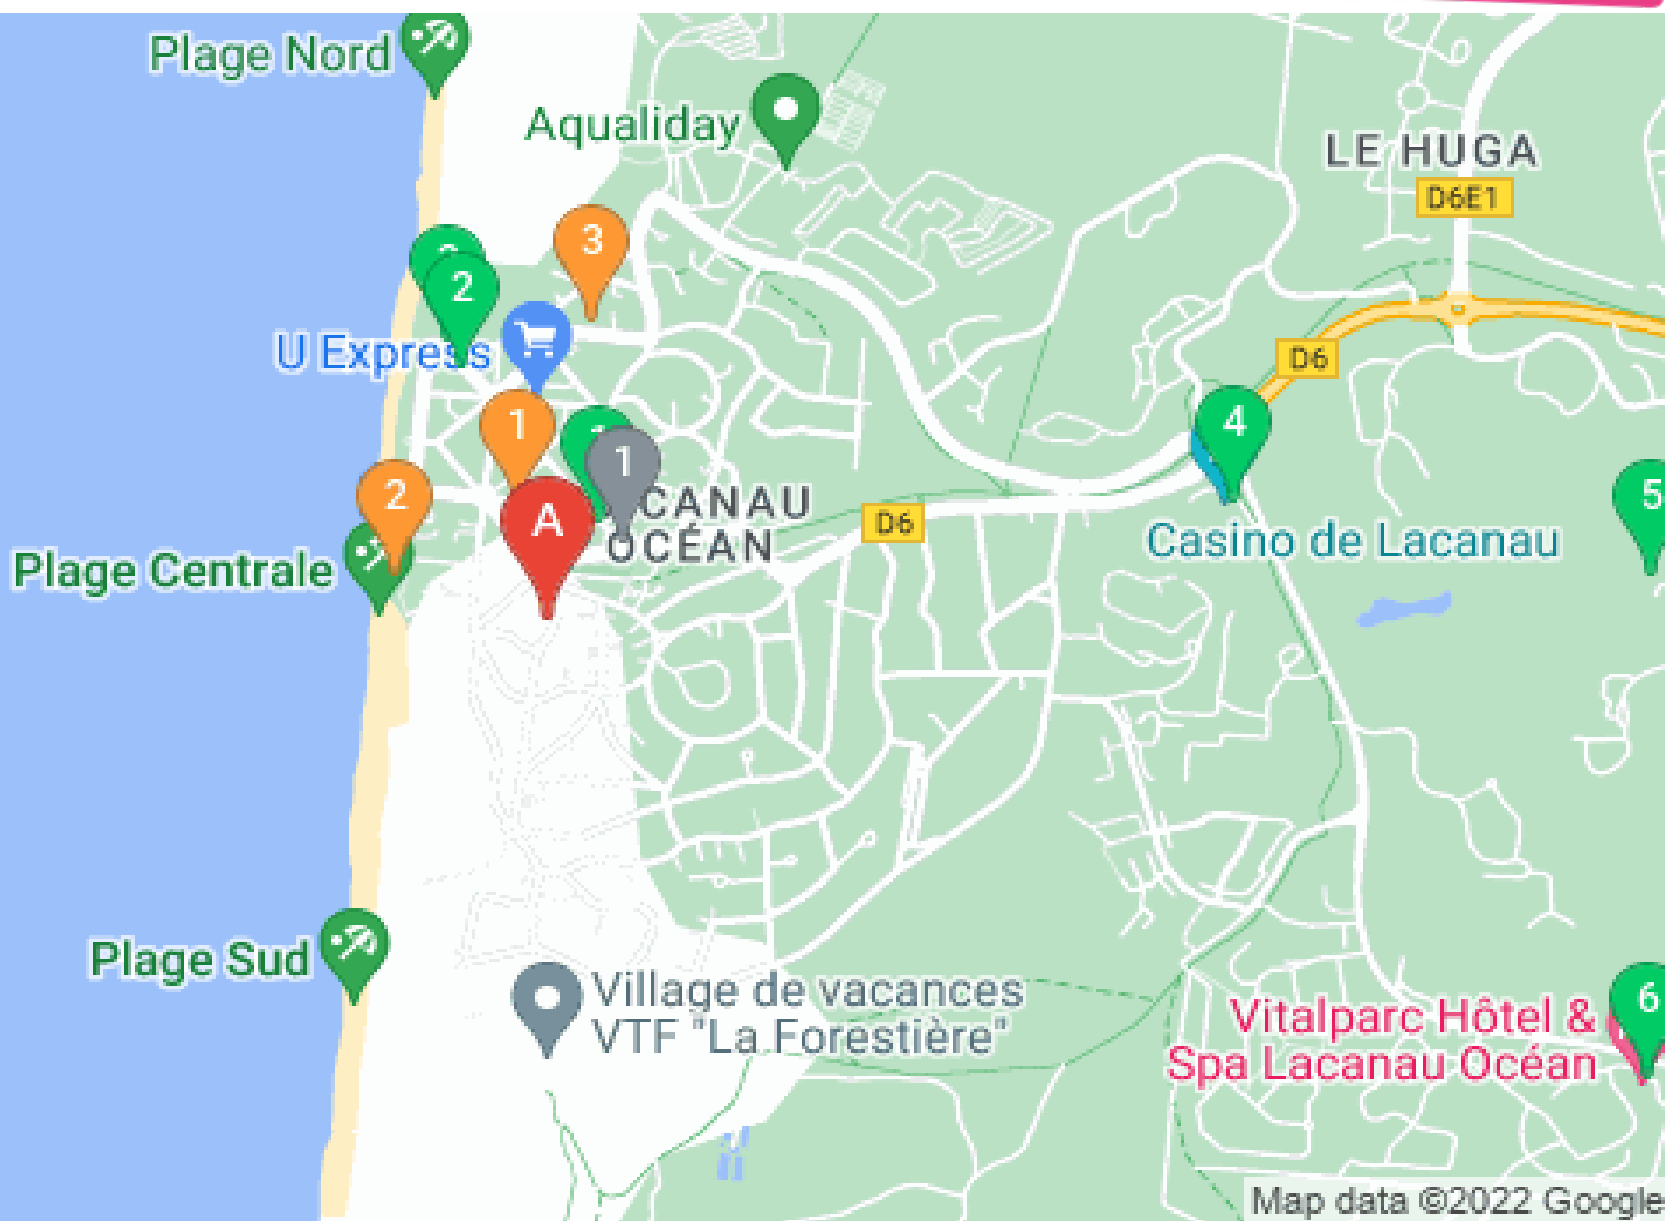 Plage Nord
Aqualiday
LE HUGA
D6E1
3
2
U Express
D6
1
4
1
2
5
A
OCÉAN
D6
Casino de Lacanau
Plage Centrale
Plage Sud
Village de vacances
VTF "La Forestière"
6
Vitalparc Hôtel &
Spa Lacanau Océan
Map data ©2022 Google